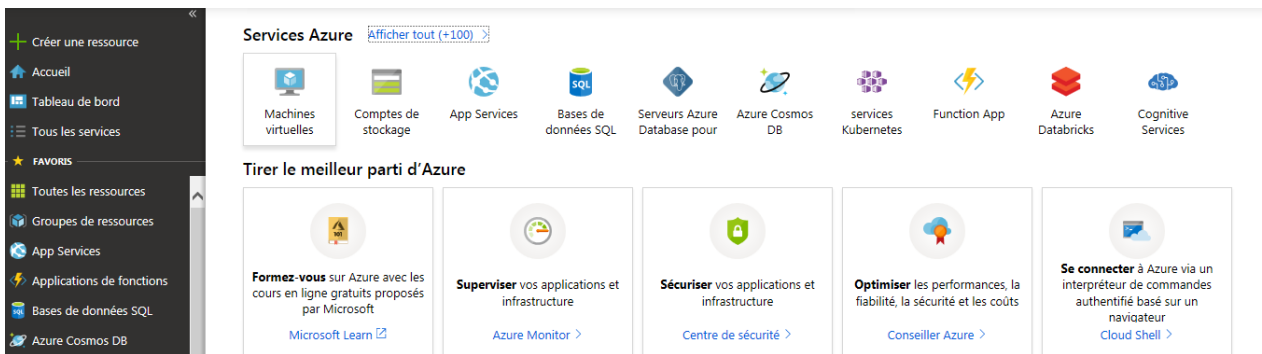 «
Créer une ressource
Accueil
Tableau de bord
Tous les services
FAVORIS
Toutes les ressources
Groupes de ressources
App Services
Applications de fonctions
Bases de données SQL
Azure Cosmos DB
Services Azure Afficher tout (+100) >
SQL
Machines
virtuelles
Comptes de
stockage
App Services
Bases de
données SQL
Serveurs Azure
Database pour
Azure Cosmos
DB
services
Kubernetes
Function App
Azure
Databricks
Cognitive
Services
Tirer le meilleur parti d'Azure
101
Formez-vous sur Azure avec les
cours en ligne gratuits proposés
par Microsoft
Microsoft Learn
Superviser vos applications et
infrastructure
Azure Monitor >
Sécuriser vos applications et
infrastructure
Centre de sécurité >
Optimiser les performances, la
fiabilité, la sécurité et les coûts
Conseiller Azure >
Se connecter à Azure via un
interpréteur de commandes
authentifié basé sur un
navigateur
Cloud Shell >